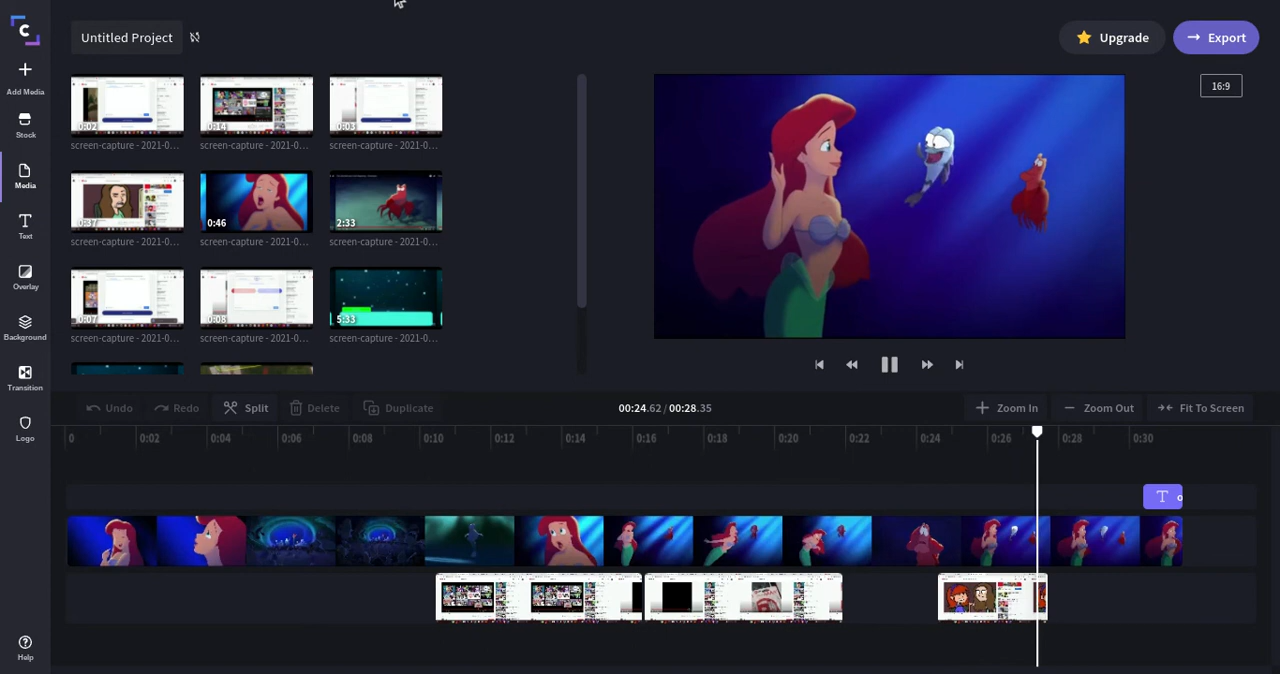 Untitled Project
Upgrade
Export
Add Media
Stock
Media
Text
Overlay
Background
Transition
Logo
Help
0:02
0:14
0:03
screen-capture - 2021-0...
screen-capture - 2021-0...
screen-capture - 2021-0...
0:37
0:46
2:33
screen-capture - 2021-0...
screen-capture - 2021-0...
screen-capture - 2021-0...
0:07
0:08
5:33
screen-capture - 2021-0...
screen-capture - 2021-0...
screen-capture - 2021-0...
16:9
Undo
Redo
Split
Delete
Duplicate
00:24.62 / 00:28.35
Zoom In
Zoom Out
Fit To Screen
0
0:02
0:04
0:06
0:08
0:10
0:12
0:14
0:16
0:18
0:20
0:22
0:24
0:26
0:28
0:30
T o